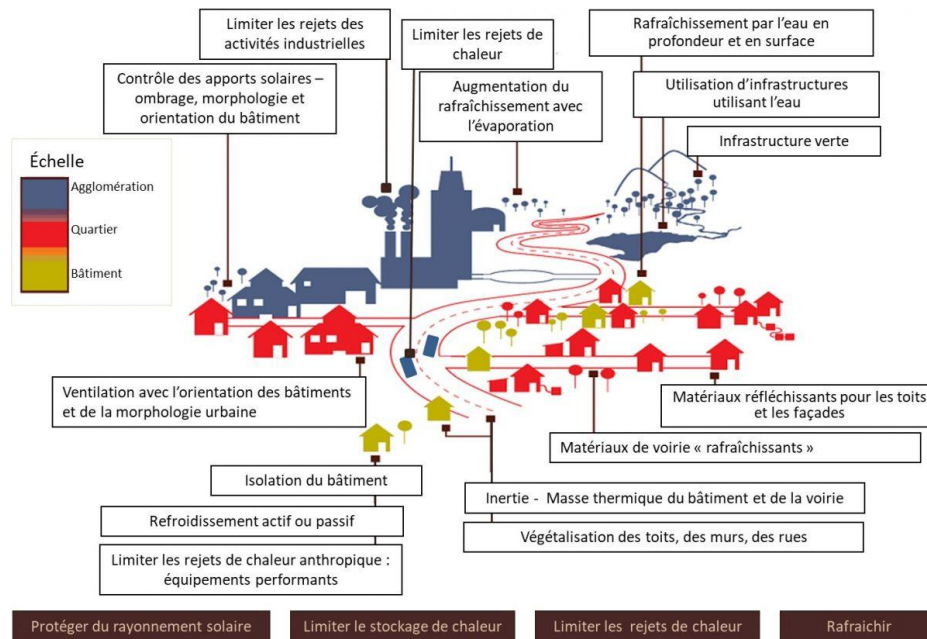 Limiter les rejets des
activités industrielles
Limiter les rejets de
chaleur
Rafraîchissement par l'eau en
profondeur et en surface
Contrôle des apports solaires –
ombrage, morphologie et
orientation du bâtiment
Augmentation du
rafraîchissement avec
l'évaporation
Utilisation d'infrastructures
utilisant l'eau
Infrastructure verte
Échelle
Agglomération
Quartier
Bâtiment
Ventilation avec l'orientation des bâtiments
et de la morphologie urbaine
Matériaux réfléchissants pour les toits
et les façades
Matériaux de voirie « rafraîchissants »
Isolation du bâtiment
Inertie - Masse thermique du bâtiment et de la voirie
Refroidissement actif ou passif
Végétalisation des toits, des murs, des rues
Limiter les rejets de chaleur anthropique :
équipements performants
Protéger du rayonnement solaire
Limiter le stockage de chaleur
Limiter les rejets de chaleur
Rafraichir